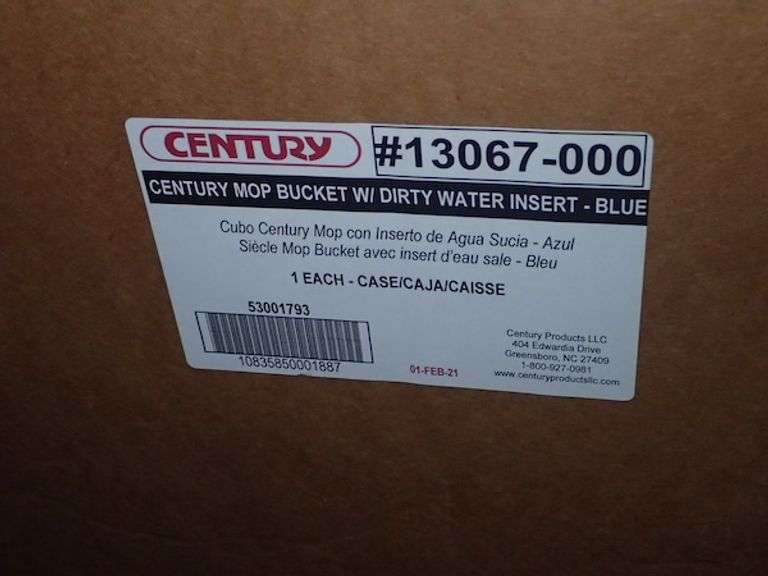 CENTURY #13067-000
CENTURY MOP BUCKET W/ DIRTY WATER INSERT - BLUE
Cubo Century Mop con Inserto de Agua Sucia - Azul
Siècle Mop Bucket avec insert d'eau sale - Bleu
1 EACH - CASE/CAJA/CAISSE
53001793
10835850001887
01-FEB-21
Century Products LLC
404 Edwardia Drive
Greensboro, NC 27409
1-800-927-0981
www.centuryproductsllc.com